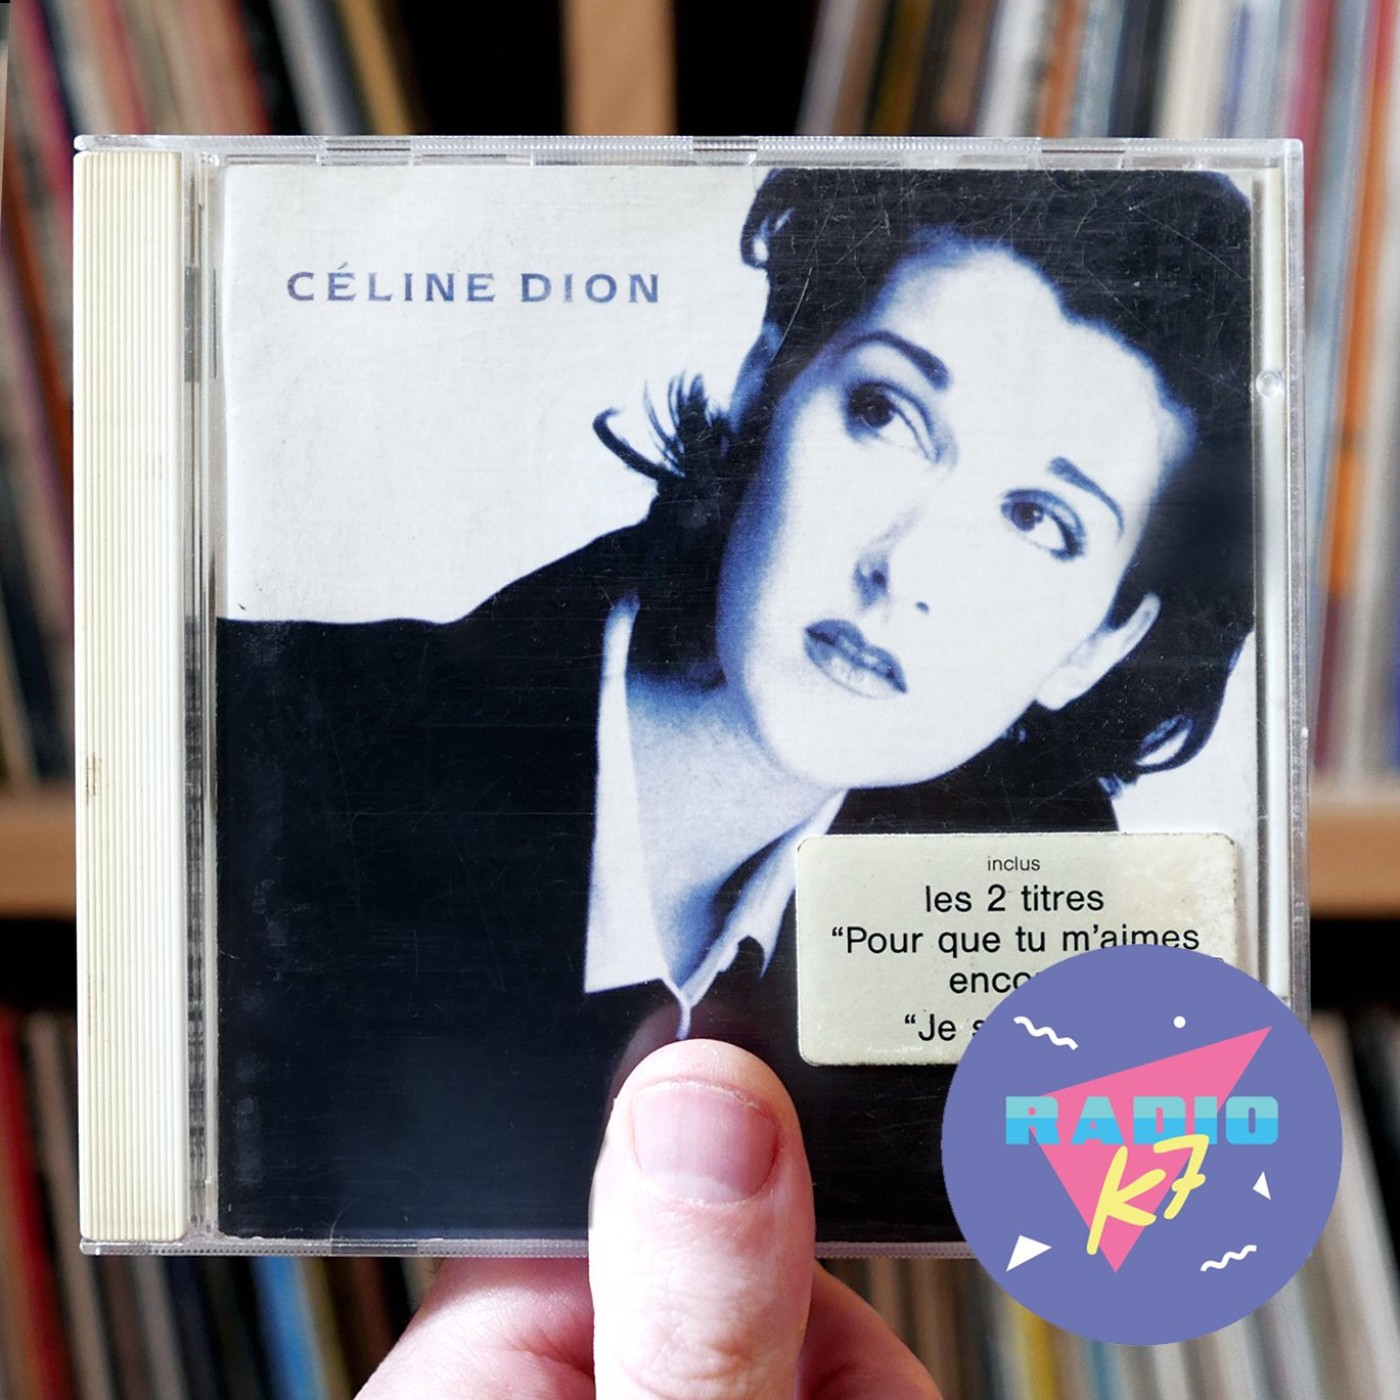 CÉLINE DION
inclus
les 2 titres
“Pour que tu m’aimes
“Je
RADIO
K7